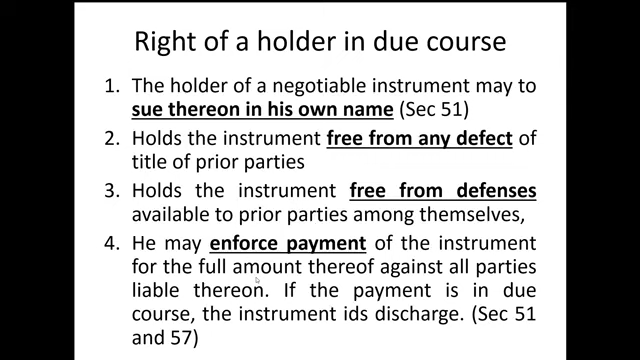 Right of a holder in due course
1. The holder of a negotiable instrument may to
sue thereon in his own name (Sec 51)
2. Holds the instrument free from any defect of
title of prior parties
3. Holds the instrument free from defenses
available to prior parties among themselves,
4. He may enforce payment of the instrument
for the full amount thereof against all parties
liable thereon. If the payment is in due
course, the instrument ids discharge. (Sec 51
and 57)